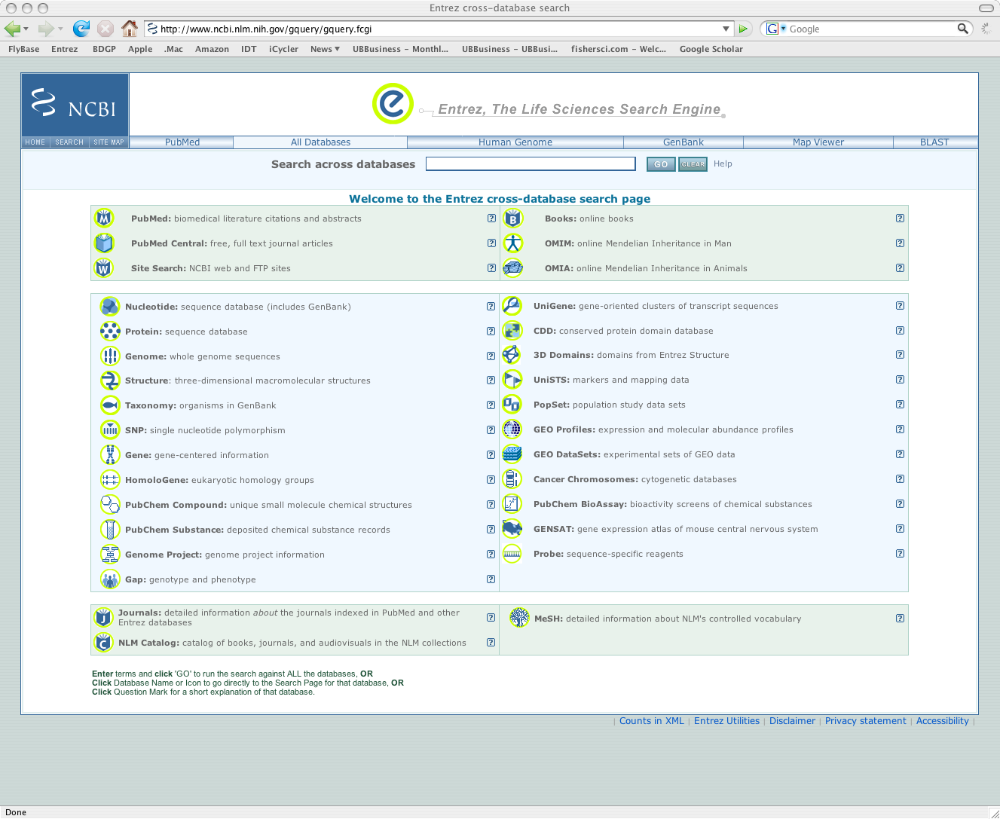 Entrez cross-database search
http://www.ncbi.nlm.nih.gov/gquery/gquery.fcgi
G Google
FlyBase Entrez BDGP Apple .Mac Amazon IDT iCycler News UBBusiness - Monthl... UBBusiness - UBBusi... fishersci.com - Welc... Google Scholar
NCBI
e Entrez, The Life Sciences Search Engine
HOME SEARCH SITE MAP PubMed All Databases Human Genome GenBank Map Viewer BLAST
Search across databases GO CLEAR Help
Welcome to the Entrez cross-database search page
M PubMed: biomedical literature citations and abstracts ?
PubMed Central: free, full text journal articles ?
W Site Search: NCBI web and FTP sites ?
B Books: online books ?
OMIM: online Mendelian Inheritance in Man ?
OMIA: online Mendelian Inheritance in Animals ?
Nucleotide: sequence database (includes GenBank) ?
Protein: sequence database ?
Genome: whole genome sequences ?
Structure: three-dimensional macromolecular structures ?
Taxonomy: organisms in GenBank ?
SNP: single nucleotide polymorphism ?
Gene: gene-centered information ?
HomoloGene: eukaryotic homology groups ?
PubChem Compound: unique small molecule chemical structures ?
PubChem Substance: deposited chemical substance records ?
Genome Project: genome project information ?
Gap: genotype and phenotype ?
UniGene: gene-oriented clusters of transcript sequences ?
CDD: conserved protein domain database ?
3D Domains: domains from Entrez Structure ?
UniSTS: markers and mapping data ?
PopSet: population study data sets ?
GEO Profiles: expression and molecular abundance profiles ?
GEO DataSets: experimental sets of GEO data ?
Cancer Chromosomes: cytogenetic databases ?
PubChem BioAssay: bioactivity screens of chemical substances ?
GENSAT: gene expression atlas of mouse central nervous system ?
Probe: sequence-specific reagents ?
J Journals: detailed information about the journals indexed in PubMed and other
Entrez databases ?
C NLM Catalog: catalog of books, journals, and audiovisuals in the NLM collections ?
MeSH: detailed information about NLM's controlled vocabulary ?
Enter terms and click 'GO' to run the search against ALL the databases, OR
Click Database Name or Icon to go directly to the Search Page for that database, OR
Click Question Mark for a short explanation of that database.
| Counts in XML | Entrez Utilities | Disclaimer | Privacy statement | Accessibility |
Done